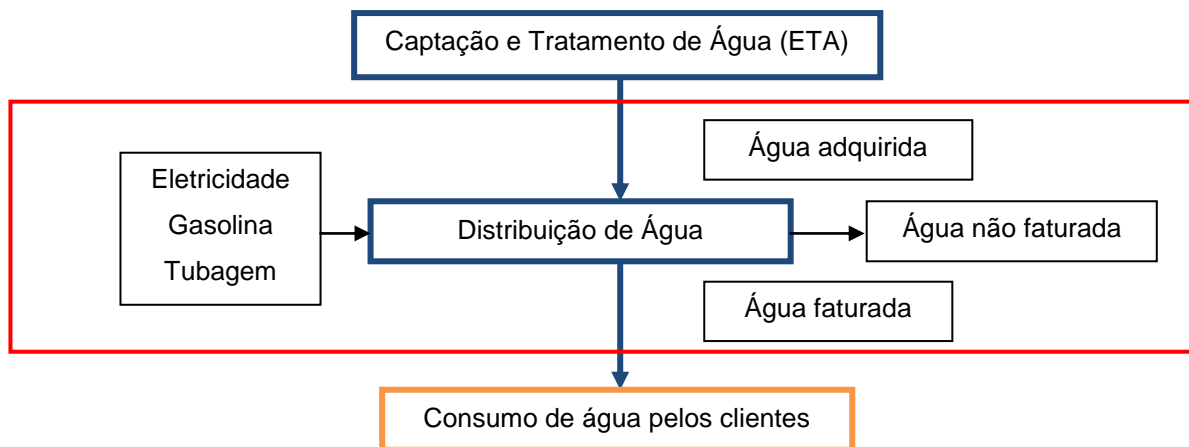 Captação e Tratamento de Água (ETA)
Água adquirida
Eletricidade
Gasolina
Tubagem
Distribuição de Água
Água não faturada
Água faturada
Consumo de água pelos clientes